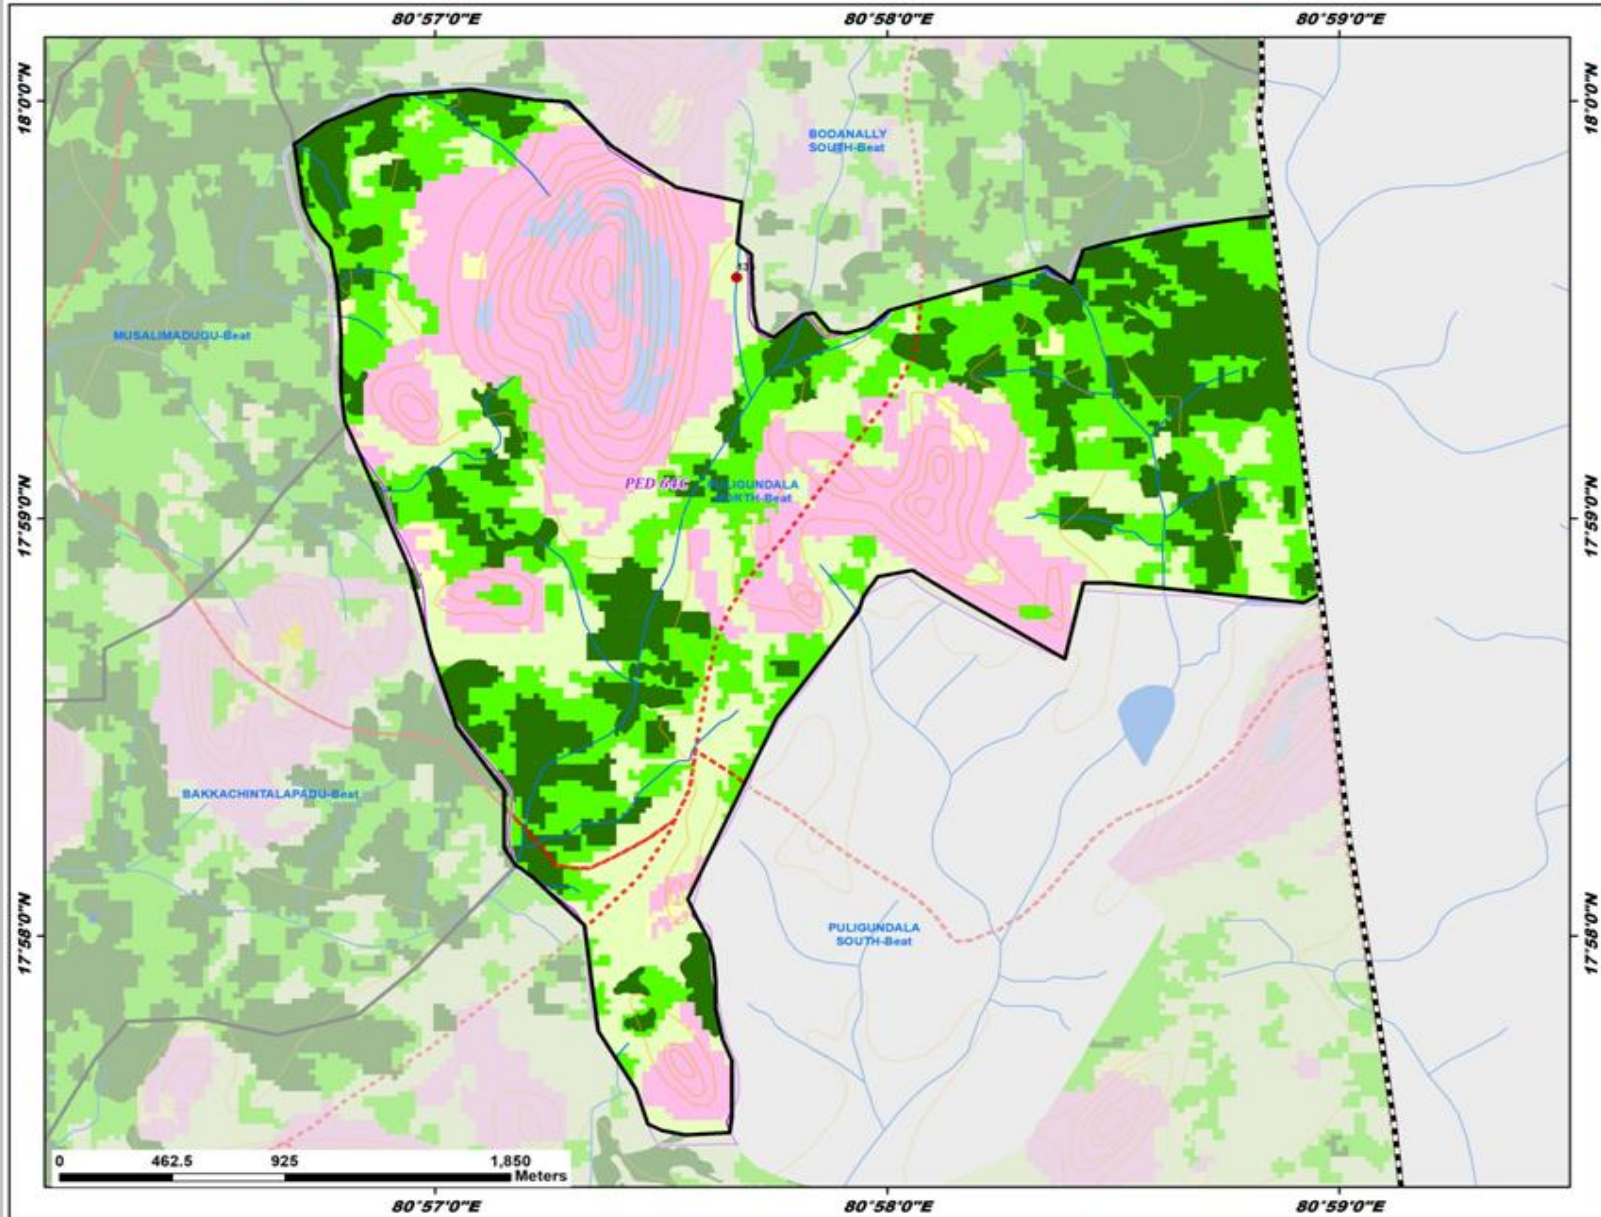 80°57'0"E 80°58'0"E 80°59'0"E
18°0'0"N 18°0'0"N
BODANALLY
SOUTH-Beat
MUSALIMADUGU-Beat
PED 646
PULIGUNDALA
NORTH-Beat
17°59'0"N 17°59'0"N
BAKKACHINTALAPADU-Beat
PULIGUNDALA
SOUTH-Beat
17°58'0"N 17°58'0"N
0 462.5 925 1,850
Meters
80°57'0"E 80°58'0"E 80°59'0"E